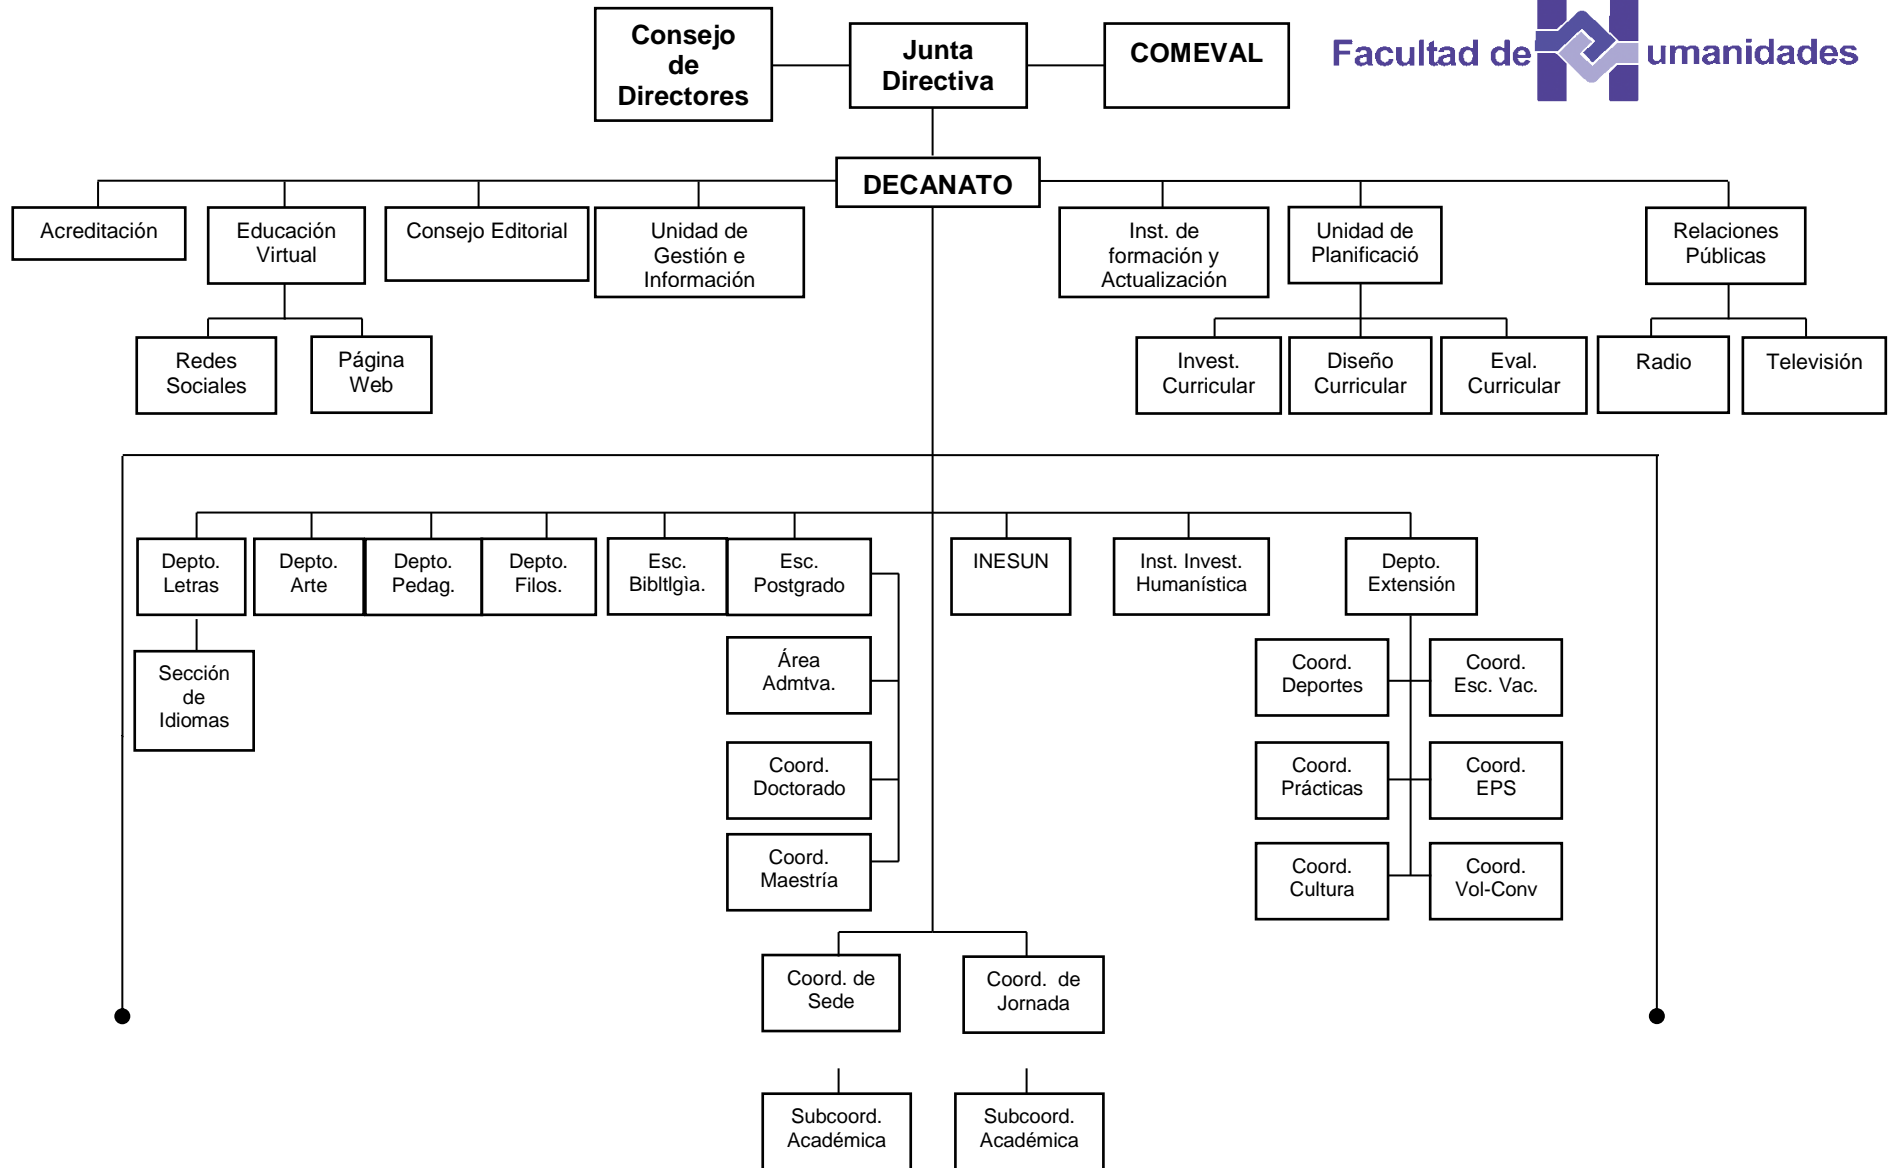 Consejo
de
Directores
Junta
Directiva
COMEVAL
Facultad de Humanidades
DECANATO
Acreditación
Educación
Virtual
Consejo Editorial
Unidad de
Gestión e
Información
Inst. de
formación y
Actualización
Unidad de
Planificació
Relaciones
Públicas
Redes
Sociales
Página
Web
Invest.
Curricular
Diseño
Curricular
Eval.
Curricular
Radio
Televisión
Depto.
Letras
Depto.
Arte
Depto.
Pedag.
Depto.
Filos.
Esc.
Bibltlgìa.
Esc.
Postgrado
INESUN
Inst. Invest.
Humanística
Depto.
Extensión
Sección
de
Idiomas
Área
Admtva.
Coord.
Doctorado
Coord.
Maestría
Coord.
Deportes
Coord.
Esc. Vac.
Coord.
Prácticas
Coord.
EPS
Coord.
Cultura
Coord.
Vol-Conv
Coord. de
Sede
Coord. de
Jornada
Subcoord.
Académica
Subcoord.
Académica